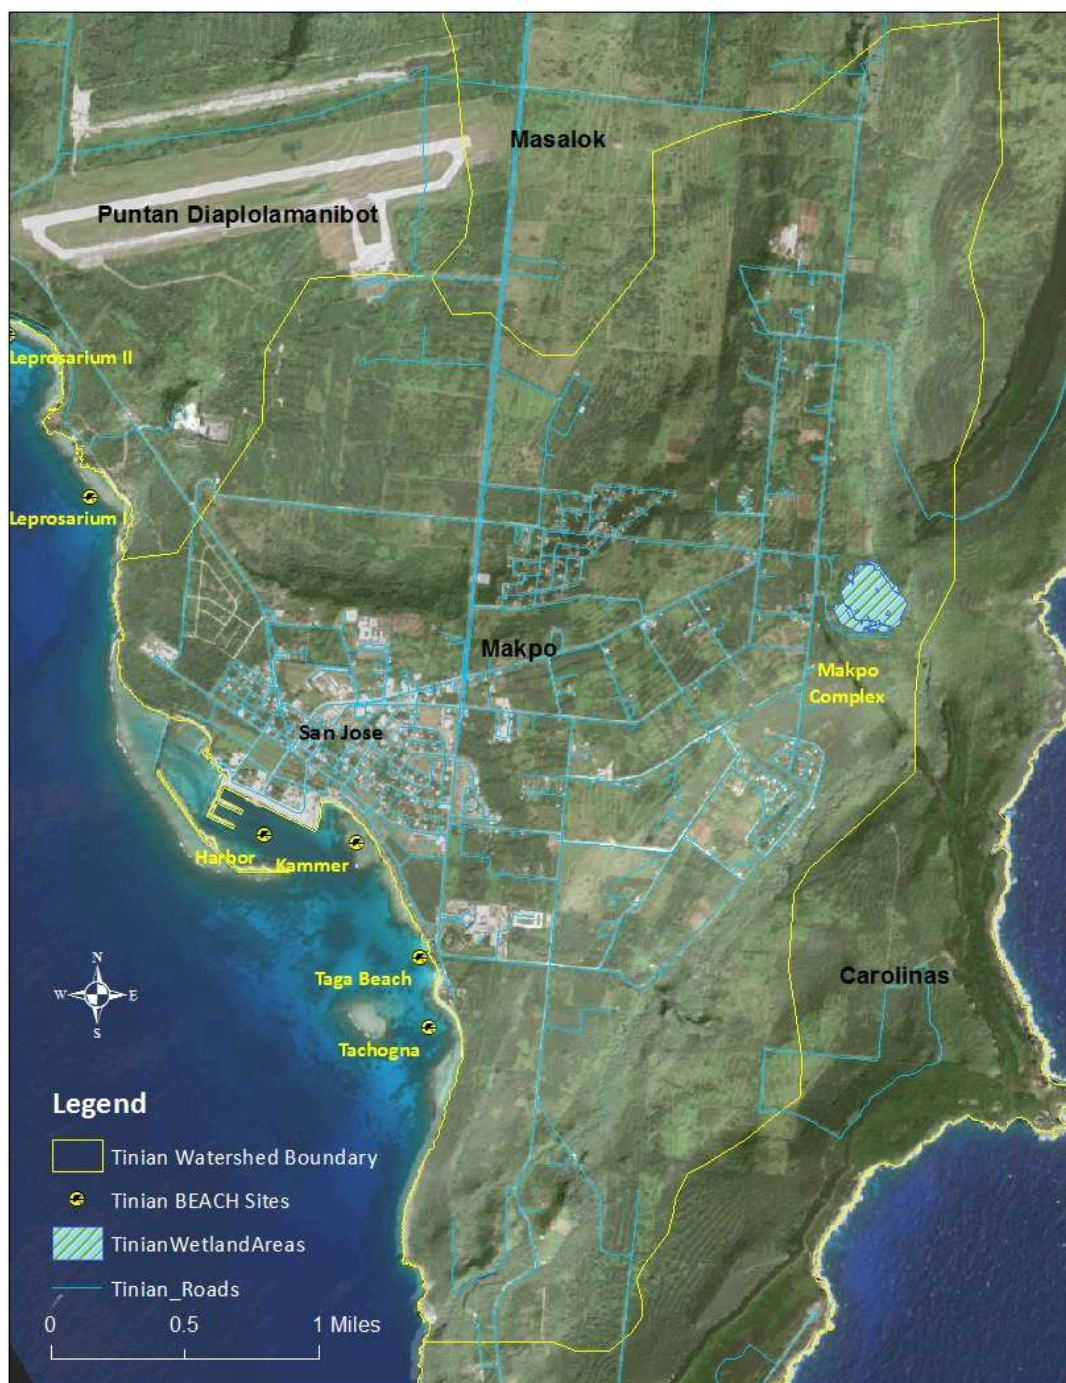 Masalok
Puntan Diaplolamanibot
Leprosarium II
Leprosarium I
Makpo
Makpo
Complex
San Jose
Harbor
Kammer
Taga Beach
Carolinas
Tachogna
N
W
E
S
Legend
Tinian Watershed Boundary
Tinian BEACH Sites
TinianWetlandAreas
Tinian_Roads
0 0.5 1 Miles